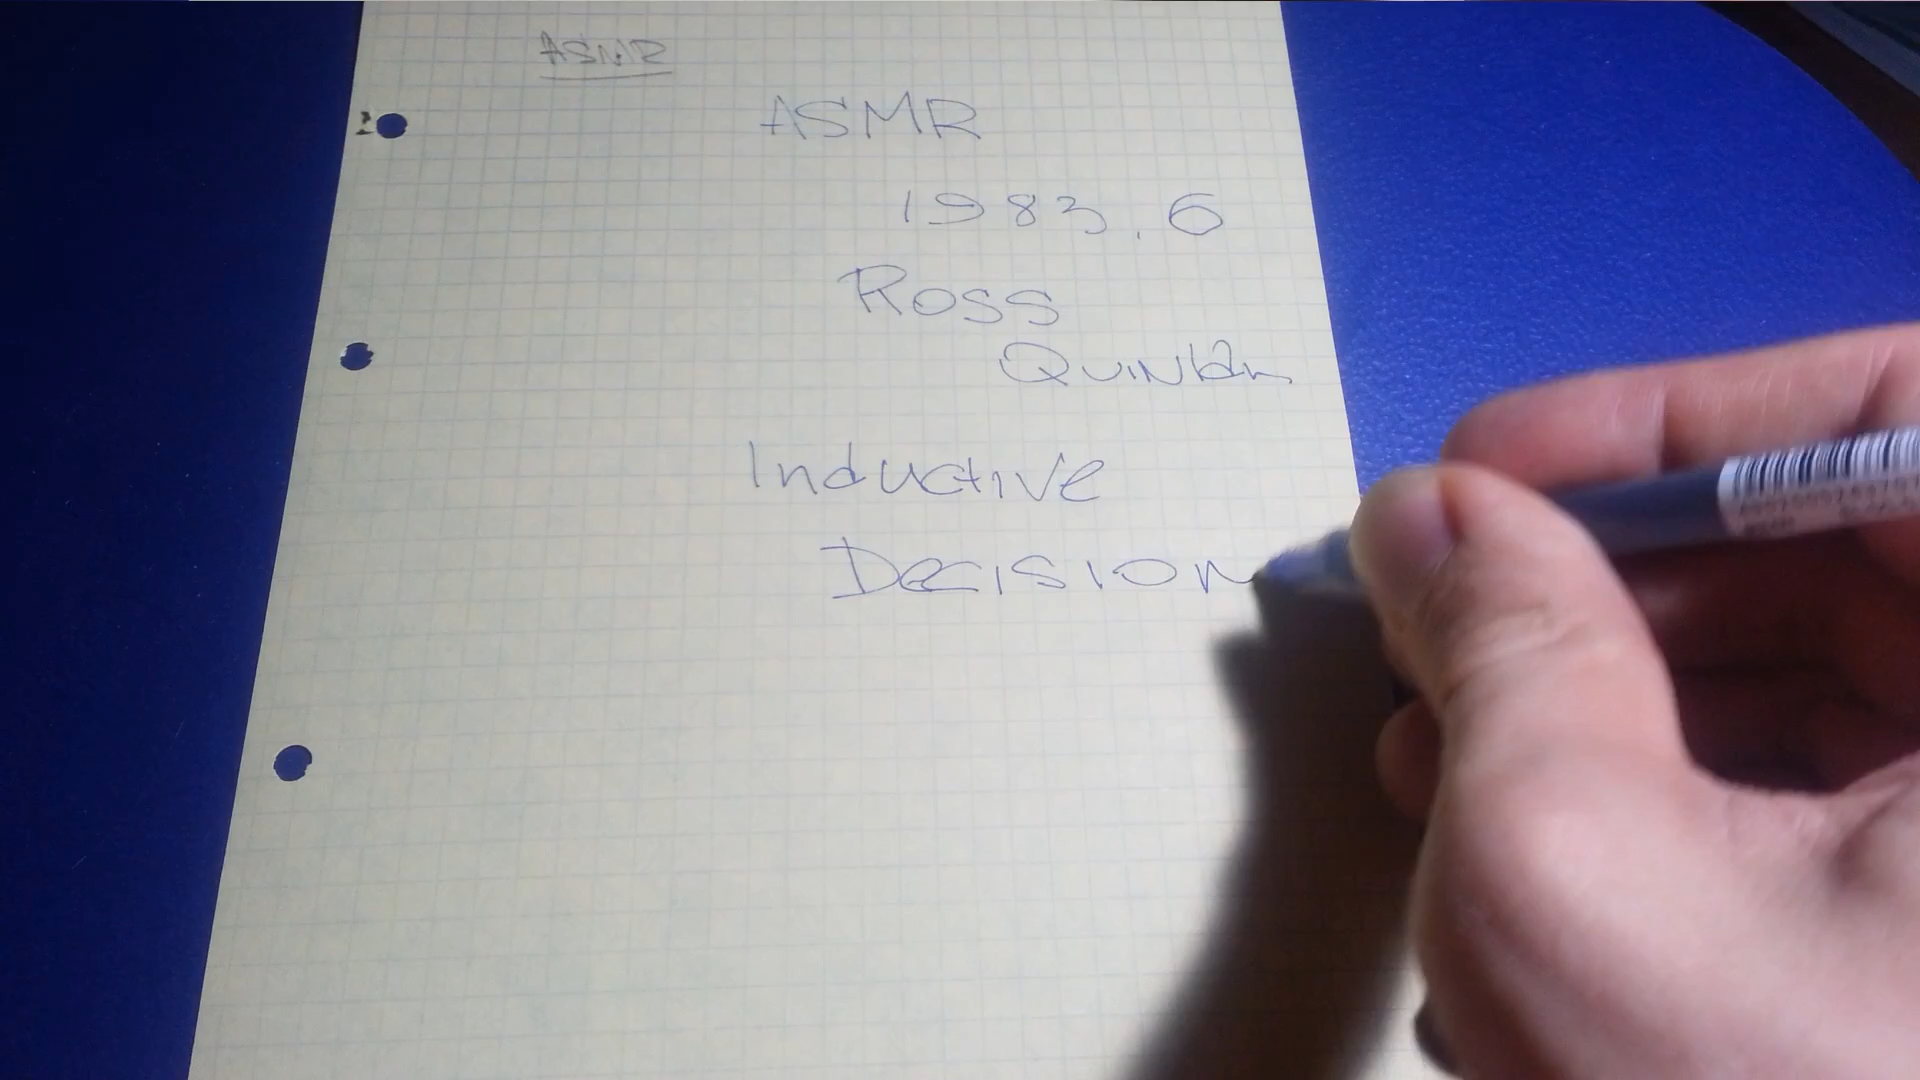 ASMR
ASMR
1983.6
Ross
Quinlan
Inductive
Decision